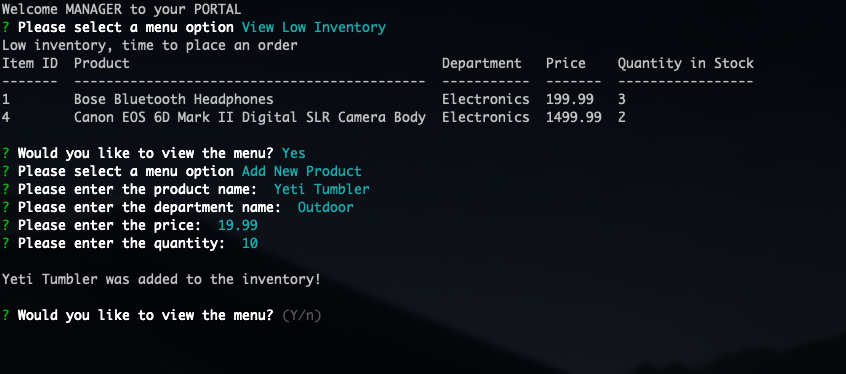 Welcome MANAGER to your PORTAL
? Please select a menu option View Low Inventory
Low inventory, time to place an order
Item ID  Product                                       Department   Price    Quantity in Stock
-------  --------------------------------------------  -----------  -------  -----------------
1        Bose Bluetooth Headphones                     Electronics  199.99   3
4        Canon EOS 6D Mark II Digital SLR Camera Body  Electronics  1499.99  2
? Would you like to view the menu? Yes
? Please select a menu option Add New Product
? Please enter the product name:  Yeti Tumbler
? Please enter the department name:  Outdoor
? Please enter the price:  19.99
? Please enter the quantity:  10
Yeti Tumbler was added to the inventory!
? Would you like to view the menu? (Y/n)